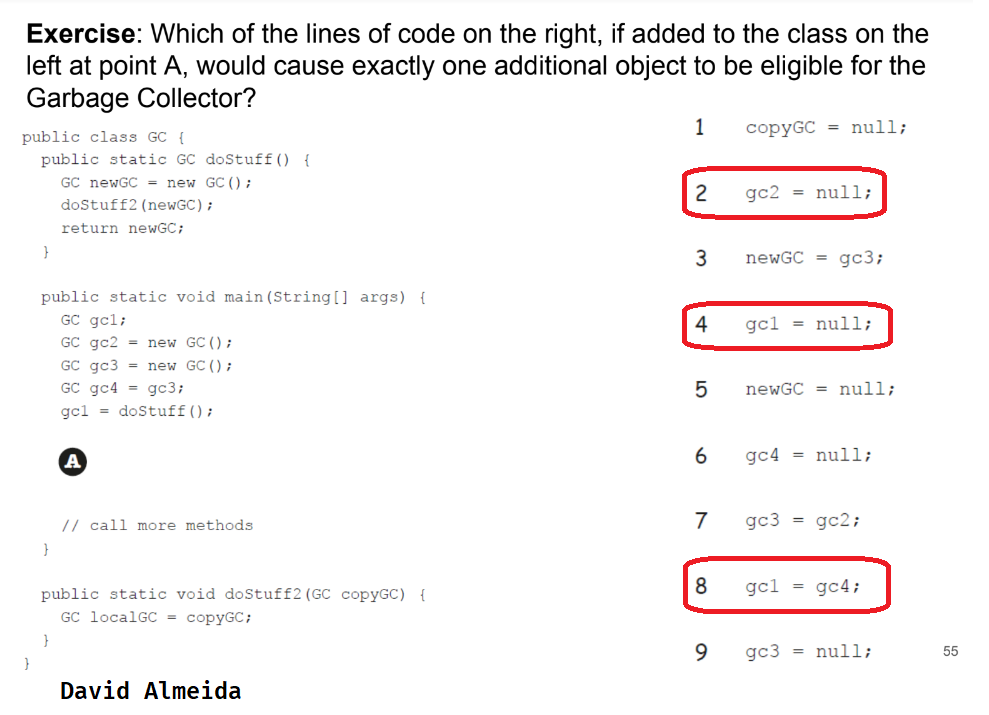 Exercise: Which of the lines of code on the right, if added to the class on the
left at point A, would cause exactly one additional object to be eligible for the
Garbage Collector?
public class GC {
public static GC doStuff() {
GC newGC = new GC();
doStuff2(newGC);
return newGC;
}
public static void main(String[] args) {
GC gc1;
GC gc2 = new GC();
GC gc3 = new GC();
GC gc4 = gc3;
gc1 = doStuff();
A
// call more methods
}
public static void doStuff2(GC copyGC) {
GC localGC = copyGC;
}
}
David Almeida
1 copyGC = null;
2 gc2 = null;
3 newGC = gc3;
4 gc1 = null;
5 newGC = null;
6 gc4 = null;
7 gc3 = gc2;
8 gc1 = gc4;
9 gc3 = null;
55